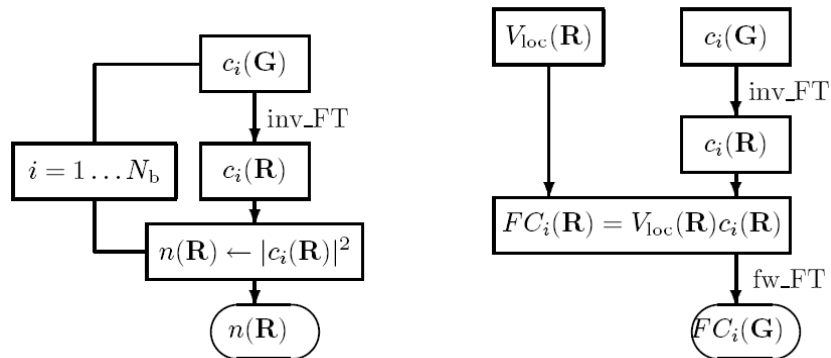 c_i(G)
inv_FT
i = 1 … N_b
c_i(R)
n(R) ← |c_i(R)|²
n(R)
V_loc(R)
c_i(G)
inv_FT
c_i(R)
FC_i(R) = V_loc(R)c_i(R)
fw_FT
FC_i(G)